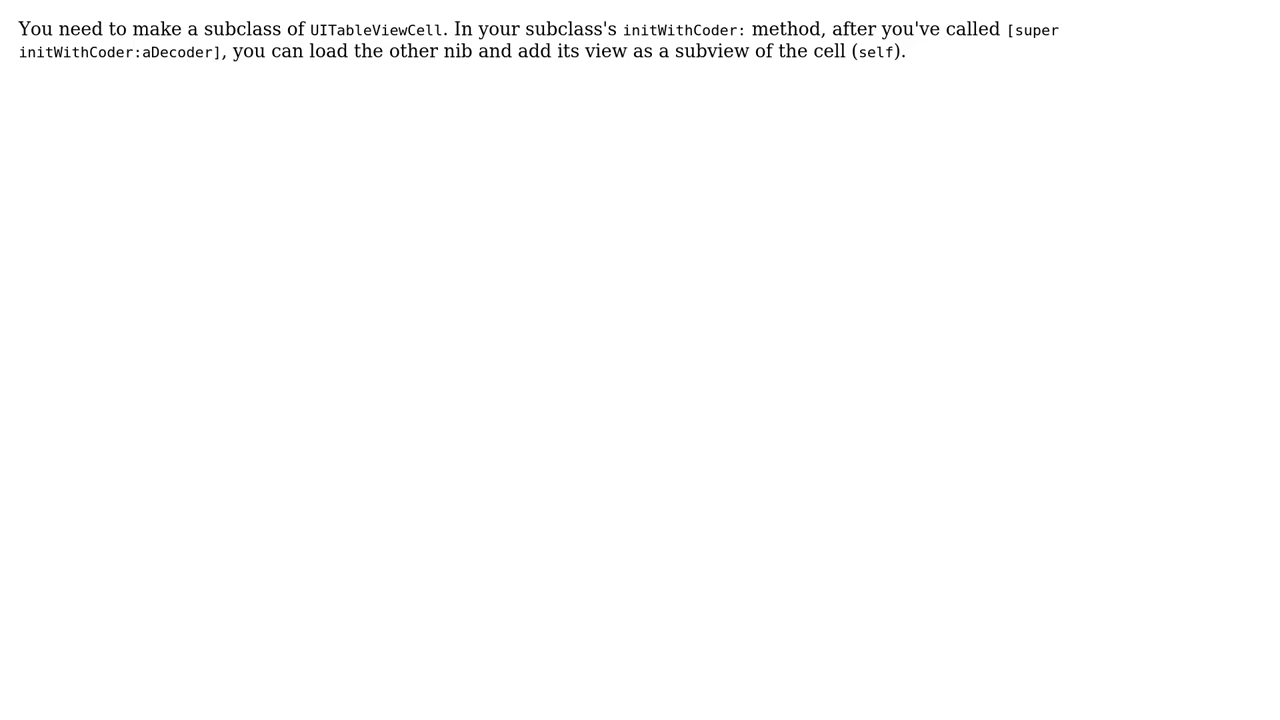 You need to make a subclass of UITableViewCell. In your subclass's initWithCoder: method, after you've called [super
initWithCoder:aDecoder], you can load the other nib and add its view as a subview of the cell (self).